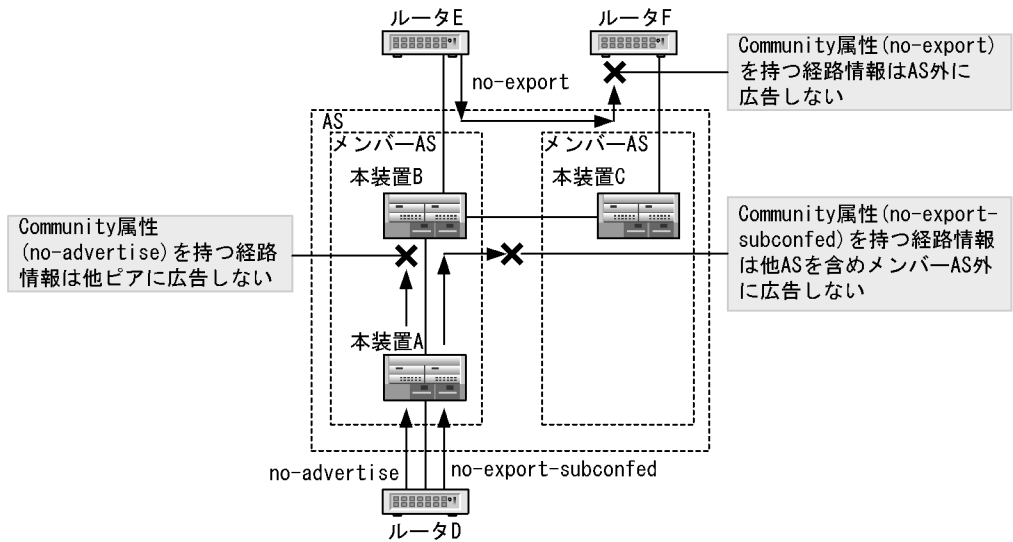 ルータE
ルータF
Community属性(no-export)
を持つ経路情報はAS外に
広告しない
no-export
AS
メンバーAS
メンバーAS
本装置B
本装置C
Community属性
(no-advertise)を持つ経路
情報は他ピアに広告しない
Community属性(no-export-
subconfed)を持つ経路情報
は他ASを含めメンバーAS外
に広告しない
本装置A
no-advertise
no-export-subconfed
ルータD